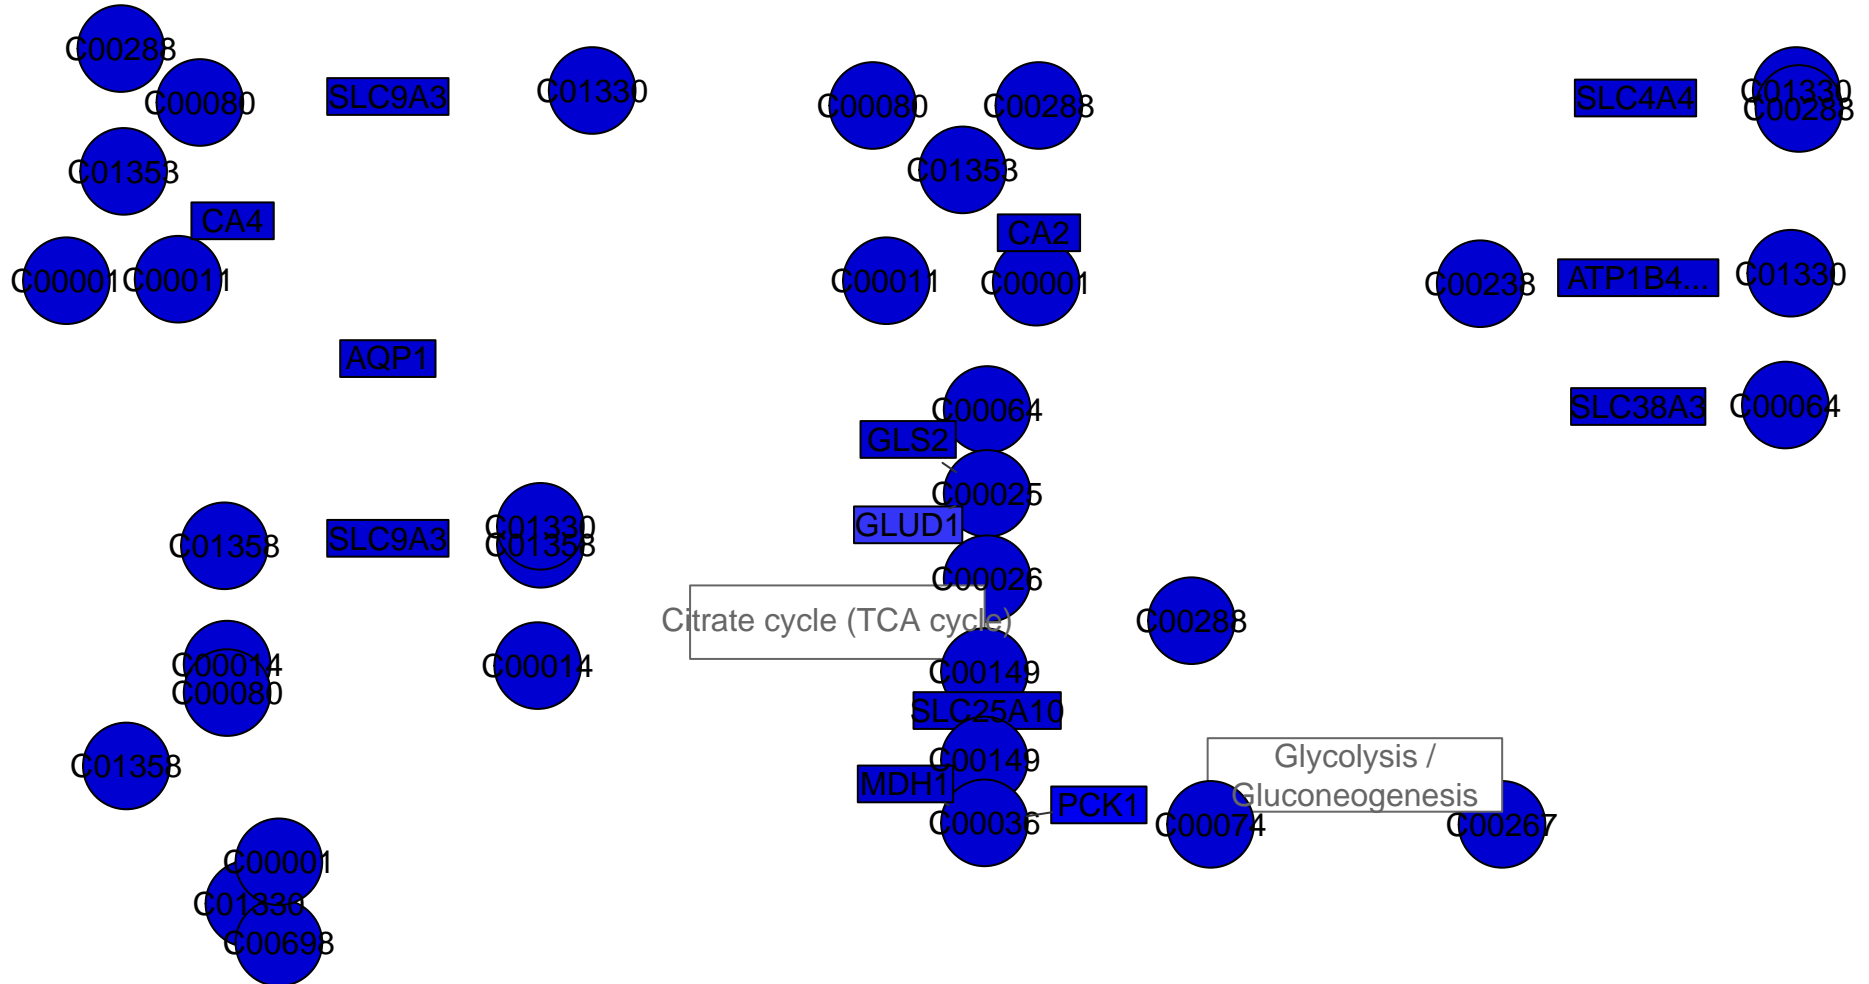 C00288
C00080
SLC9A3
C01330
C00080
C00288
SLC4A4
C01330
C00288
C01353
C01353
CA4
CA2
C00001
C00011
C00011
C00001
C00238
ATP1B4...
C01330
AQP1
C00064
SLC38A3
C00064
GLS2
C00025
GLUD1
C01358
SLC9A3
C01330
C01358
C00026
Citrate cycle (TCA cycle)
C00288
C00014
C00080
C00014
C00149
SLC25A10
C01358
C00149
MDH1
C00036
PCK1
C00074
Glycolysis /
Gluconeogenesis
C00267
C00001
C01330
C00698